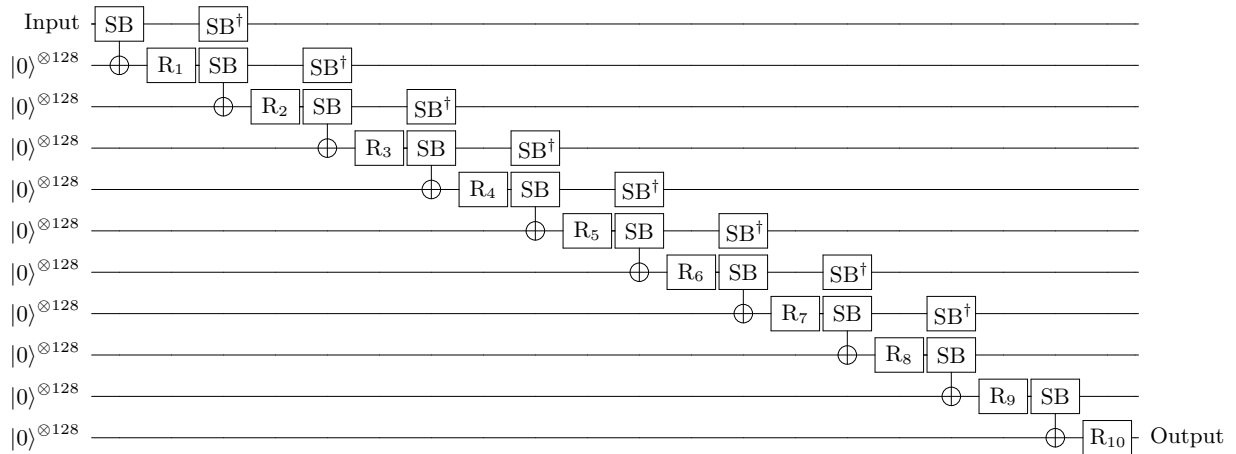 Input SB SB†
|0⟩⊗128 R1 SB SB†
|0⟩⊗128 R2 SB SB†
|0⟩⊗128 R3 SB SB†
|0⟩⊗128 R4 SB SB†
|0⟩⊗128 R5 SB SB†
|0⟩⊗128 R6 SB SB†
|0⟩⊗128 R7 SB SB†
|0⟩⊗128 R8 SB
|0⟩⊗128 R9 SB
|0⟩⊗128 R10 Output